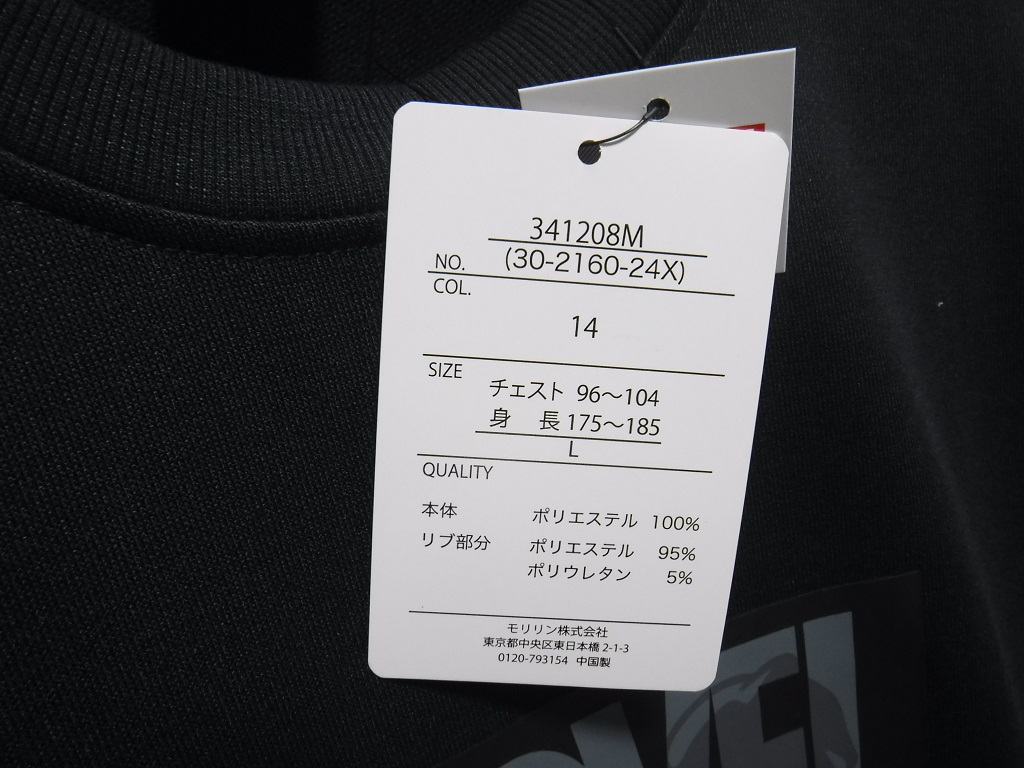 341208M
NO. (30-2160-24X)
COL.
14
SIZE
チェスト 96～104
身 長 175～185
L
QUALITY
本体 ポリエステル 100%
リブ部分 ポリエステル 95%
ポリウレタン 5%
モリリン株式会社
東京都中央区東日本橋 2-1-3
0120-793154 中国製